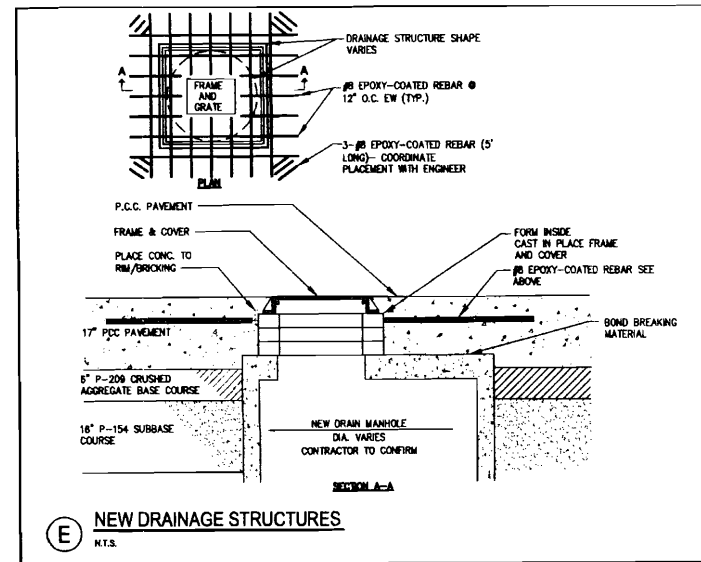 DRAINAGE STRUCTURE SHAPE
VARIES
A
A
FRAME
AND
GRATE
#8 EPOXY-COATED REBAR @
12" O.C. EW (TYP.)
3-#8 EPOXY-COATED REBAR (5'
LONG)- COORDINATE
PLACEMENT WITH ENGINEER
PLAN
P.C.C. PAVEMENT
FRAME & COVER
PLACE CONC. TO
RIM/BRICKING
FORM INSIDE
CAST IN PLACE FRAME
AND COVER
#8 EPOXY-COATED REBAR SEE
ABOVE
BOND BREAKING
MATERIAL
17" PCC PAVEMENT
6" P-209 CRUSHED
AGGREGATE BASE COURSE
16" P-154 SUBBASE
COURSE
NEW DRAIN MANHOLE
DIA. VARIES
CONTRACTOR TO CONFIRM
SECTION A-A
E
NEW DRAINAGE STRUCTURES
N.T.S.